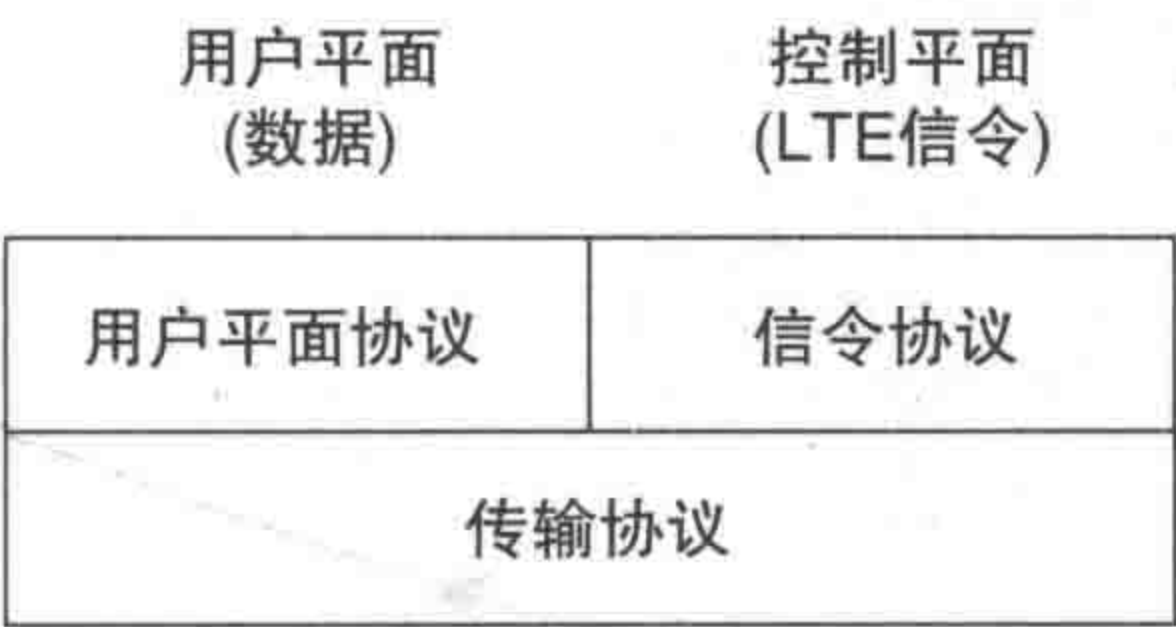 用户平面
(数据)
控制平面
(LTE信令)
用户平面协议
信令协议
传输协议